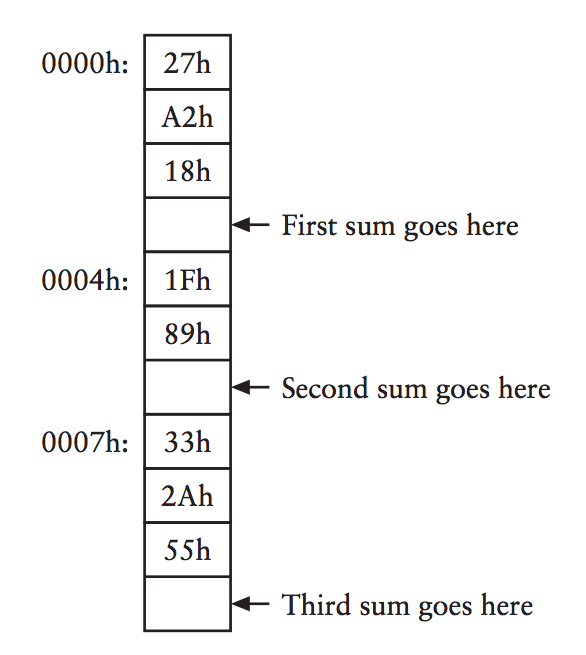 0000h: 27h
A2h
18h
First sum goes here
0004h: 1Fh
89h
Second sum goes here
0007h: 33h
2Ah
55h
Third sum goes here